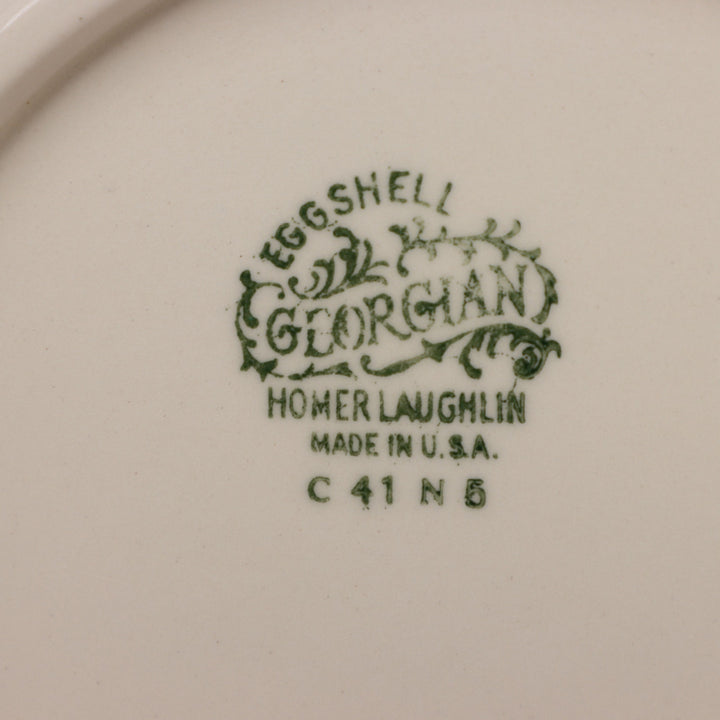 EGGSHELL
GEORGIAN
HOMER LAUGHLIN
MADE IN U.S.A.
C 41 N 5